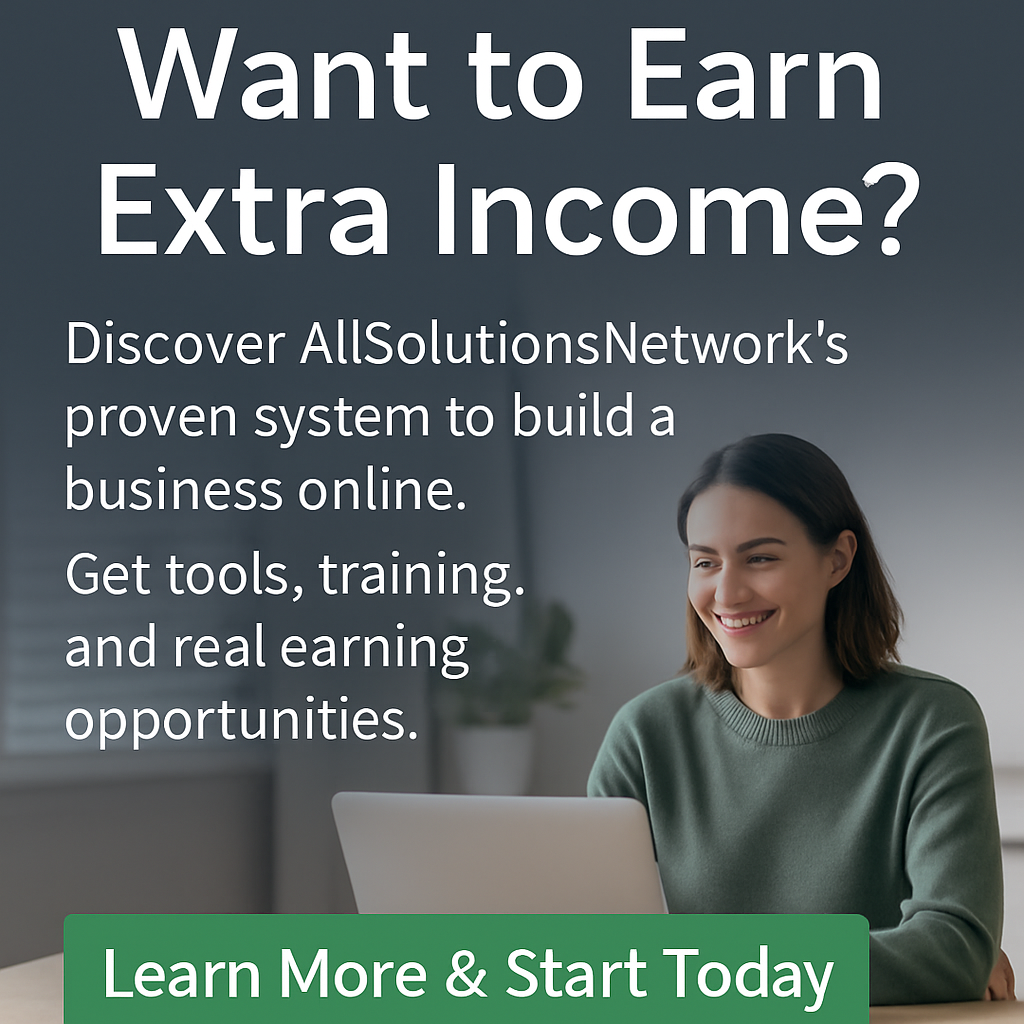 Want to Earn
Extra Income?
Discover AllSolutionsNetwork's
proven system to build a
business online.
Get tools, training.
and real earning
opportunities.
Learn More & Start Today